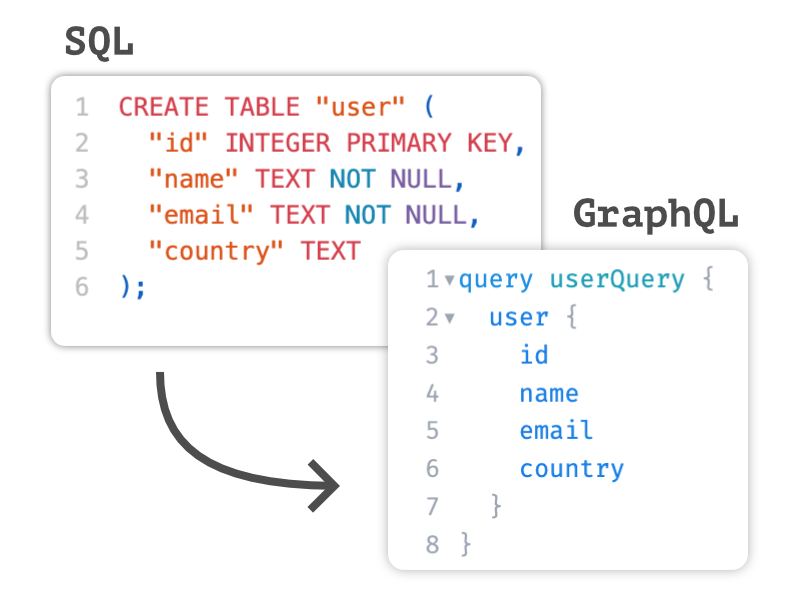 SQL
1 CREATE TABLE "user" (
2 "id" INTEGER PRIMARY KEY,
3 "name" TEXT NOT NULL,
4 "email" TEXT NOT NULL,
5 "country" TEXT
6 );
GraphQL
1 query userQuery {
2 user {
3 id
4 name
5 email
6 country
7 }
8 }